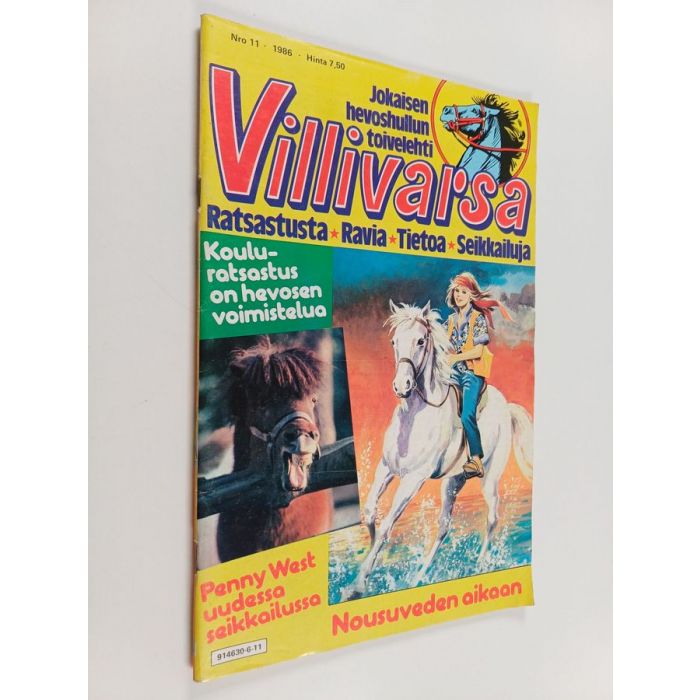 Nro 11 · 1986 · Hinta 7,50
Jokaisen
hevoshullun
toivelehti
Villivarsa
Ratsastusta ★ Ravia ★ Tietoa ★ Seikkailuja
Koulu-
ratsastus
on hevosen
voimistelua
Penny West
uudessa
seikkailussa
Nousuveden aikaan
914630-6-11